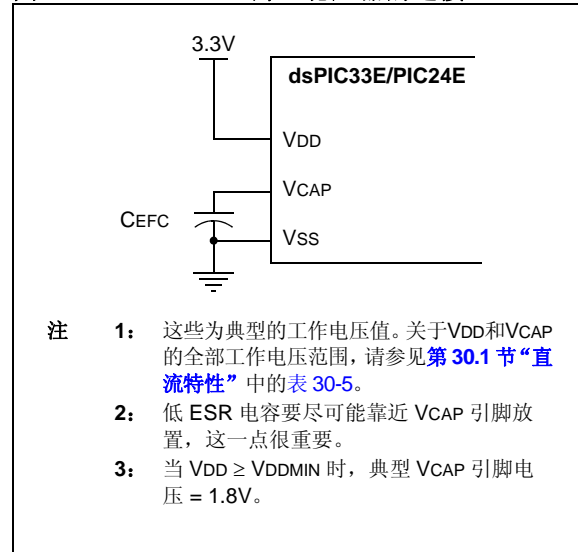 3.3V
dsPIC33E/PIC24E
VDD
VCAP
CEFC
VSS
注 1： 这些为典型的工作电压值。关于VDD和VCAP
的全部工作电压范围，请参见第 30.1 节“直
流特性”中的表 30-5。
2： 低 ESR 电容要尽可能靠近 VCAP 引脚放
置，这一点很重要。
3： 当 VDD ≥ VDDMIN 时，典型 VCAP 引脚电
压 = 1.8V。